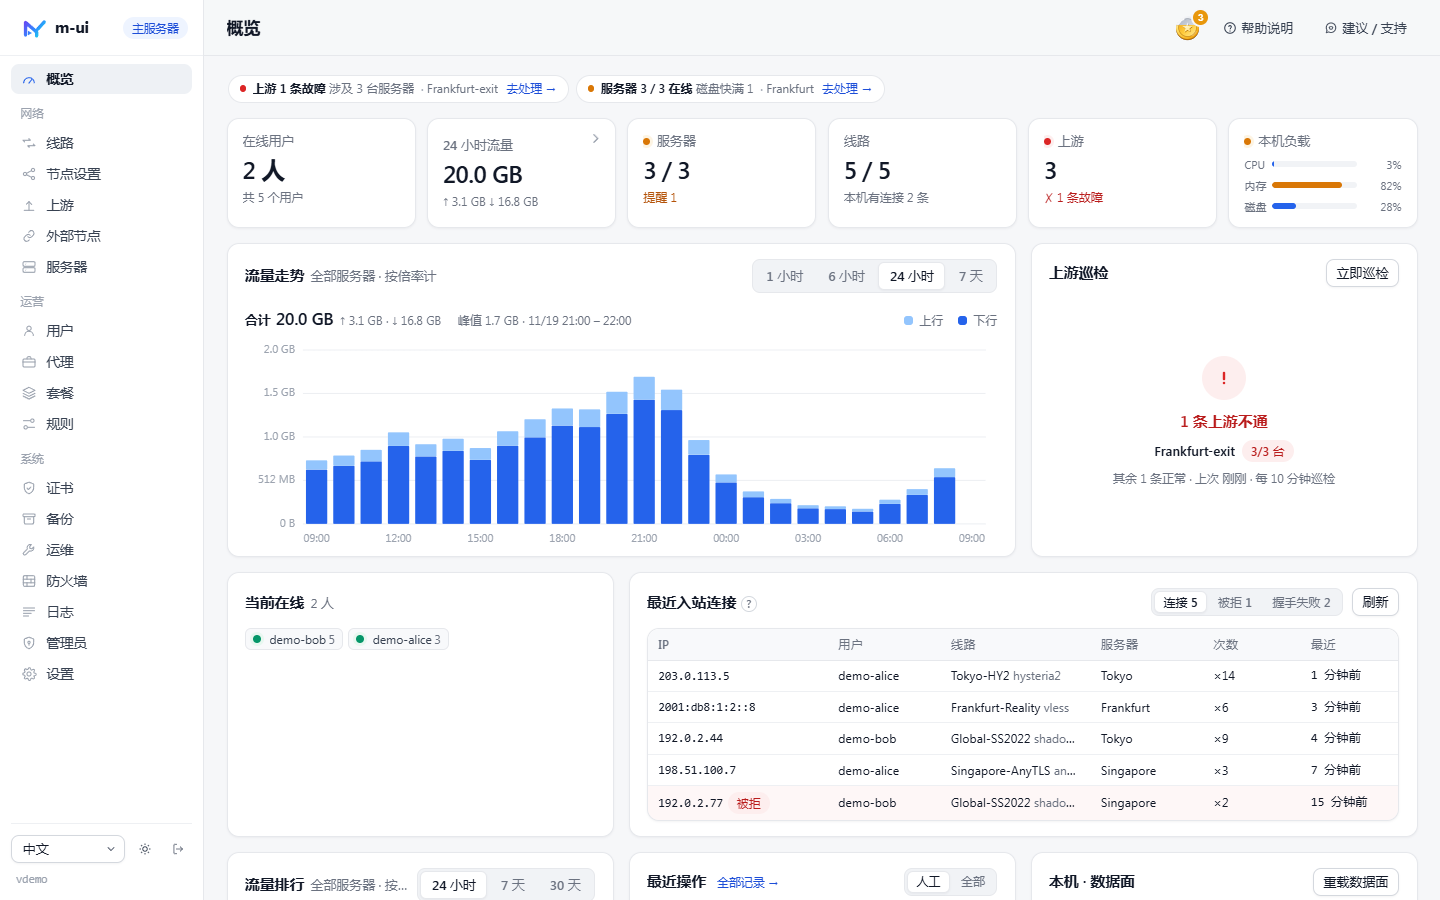 m-ui
主服务器
概览
网络
线路
节点设置
上游
外部节点
服务器
运营
用户
代理
套餐
规则
系统
证书
备份
运维
防火墙
日志
管理员
设置
中文
vdemo
概览
3
帮助说明
建议 / 支持
上游 1 条故障 涉及 3 台服务器 · Frankfurt-exit 去处理 →
服务器 3 / 3 在线 磁盘快满 1 · Frankfurt 去处理 →
在线用户
2 人
共 5 个用户
24 小时流量
20.0 GB
↑ 3.1 GB ↓ 16.8 GB
服务器
3 / 3
提醒 1
线路
5 / 5
本机有连接 2 条
上游
3
✗ 1 条故障
本机负载
CPU 3%
内存 82%
磁盘 28%
流量走势 全部服务器 · 按倍率计
1 小时 6 小时 24 小时 7 天
合计 20.0 GB ↑ 3.1 GB · ↓ 16.8 GB 峰值 1.7 GB · 11/19 21:00 – 22:00
上行 下行
2.0 GB
1.5 GB
1.0 GB
512 MB
0 B
09:00 12:00 15:00 18:00 21:00 00:00 03:00 06:00 09:00
上游巡检
立即巡检
!
1 条上游不通
Frankfurt-exit 3/3 台
其余 1 条正常 · 上次 刚刚 · 每 10 分钟巡检
当前在线 2 人
demo-bob 5 demo-alice 3
最近入站连接 ?
连接 5 被拒 1 握手失败 2
刷新
IP 用户 线路 服务器 次数 最近
203.0.113.5 demo-alice Tokyo-HY2 hysteria2 Tokyo ×14 1 分钟前
2001:db8:1:2::8 demo-alice Frankfurt-Reality vless Frankfurt ×6 3 分钟前
192.0.2.44 demo-bob Global-SS2022 shado... Tokyo ×9 4 分钟前
198.51.100.7 demo-alice Singapore-AnyTLS an... Singapore ×3 7 分钟前
192.0.2.77 被拒 demo-bob Global-SS2022 shado... Singapore ×2 15 分钟前
流量排行 全部服务器 · 按...
24 小时 7 天 30 天
最近操作 全部记录 →
人工 全部
本机 · 数据面
重载数据面